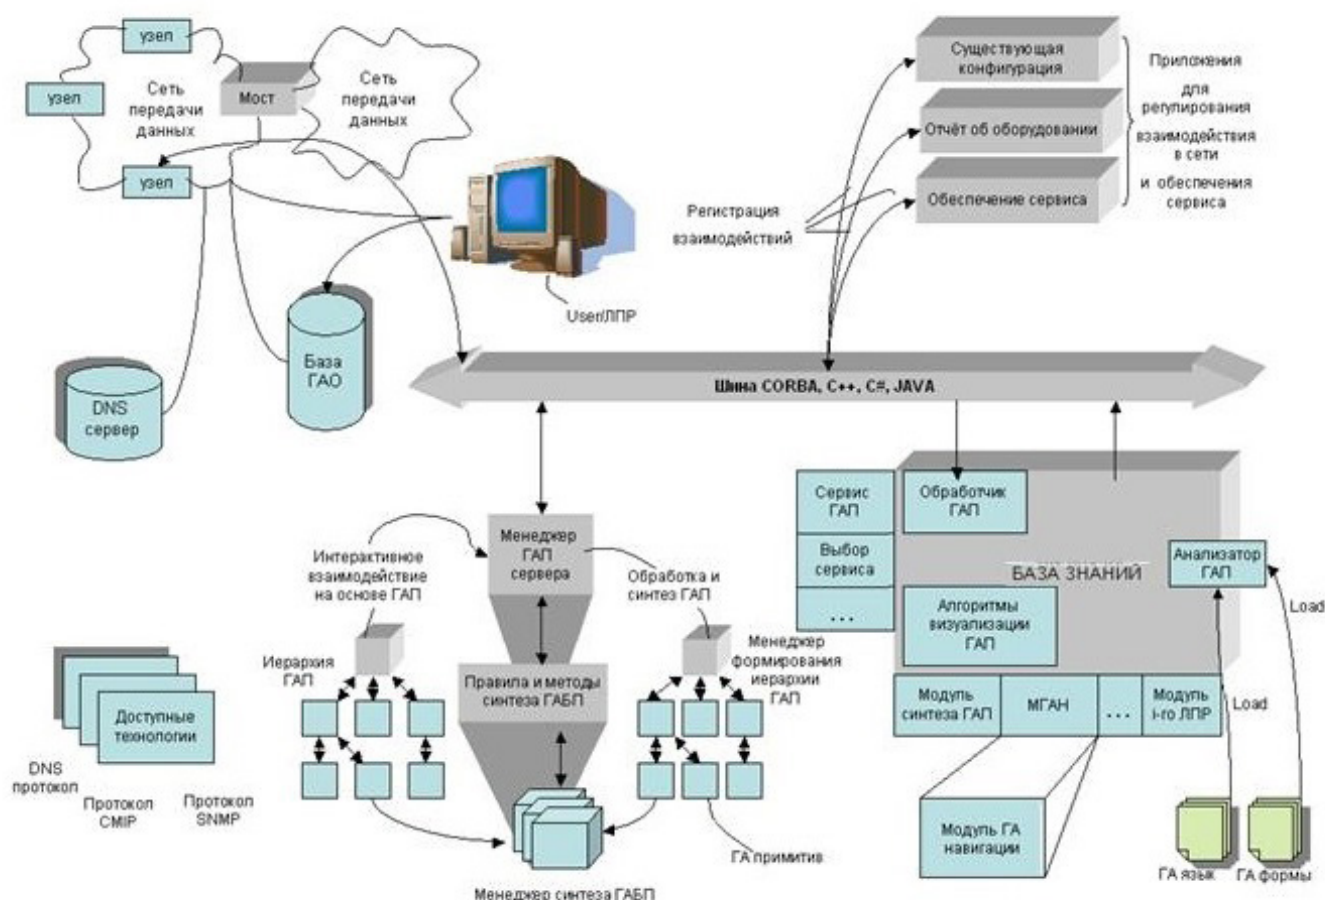 узел
узел
Сеть
передачи
данных
Мост
Сеть
передачи
данных
узел
User/ЛПР
База
ГАО
DNS
сервер
Существующая
конфигурация
Отчёт об оборудовании
Обеспечение сервиса
Приложения
для
регулирования
взаимодействия
в сети
и обеспечения
сервиса
Регистрация
взаимодействий
Шина CORBA, C++, C#, JAVA
Менеджер
ГАП
сервера
Интерактивное
взаимодействие
на основе ГАП
Обработка и
синтез ГАП
Иерархия
ГАП
Правила и методы
синтеза ГАБП
Менеджер
формирования
иерархии
ГАП
ГА примитив
Менеджер синтеза ГАБП
Доступные
технологии
DNS
протокол
Протокол
CMIP
Протокол
SNMP
Сервис
ГАП
Выбор
сервиса
...
Обработчик
ГАП
БАЗА ЗНАНИЙ
Анализатор
ГАП
Алгоритмы
визуализации
ГАП
Load
Модуль
синтеза ГАП
МГАН
...
Модуль
i-го ЛПР
Load
Модуль ГА
навигации
ГА язык
ГА формы